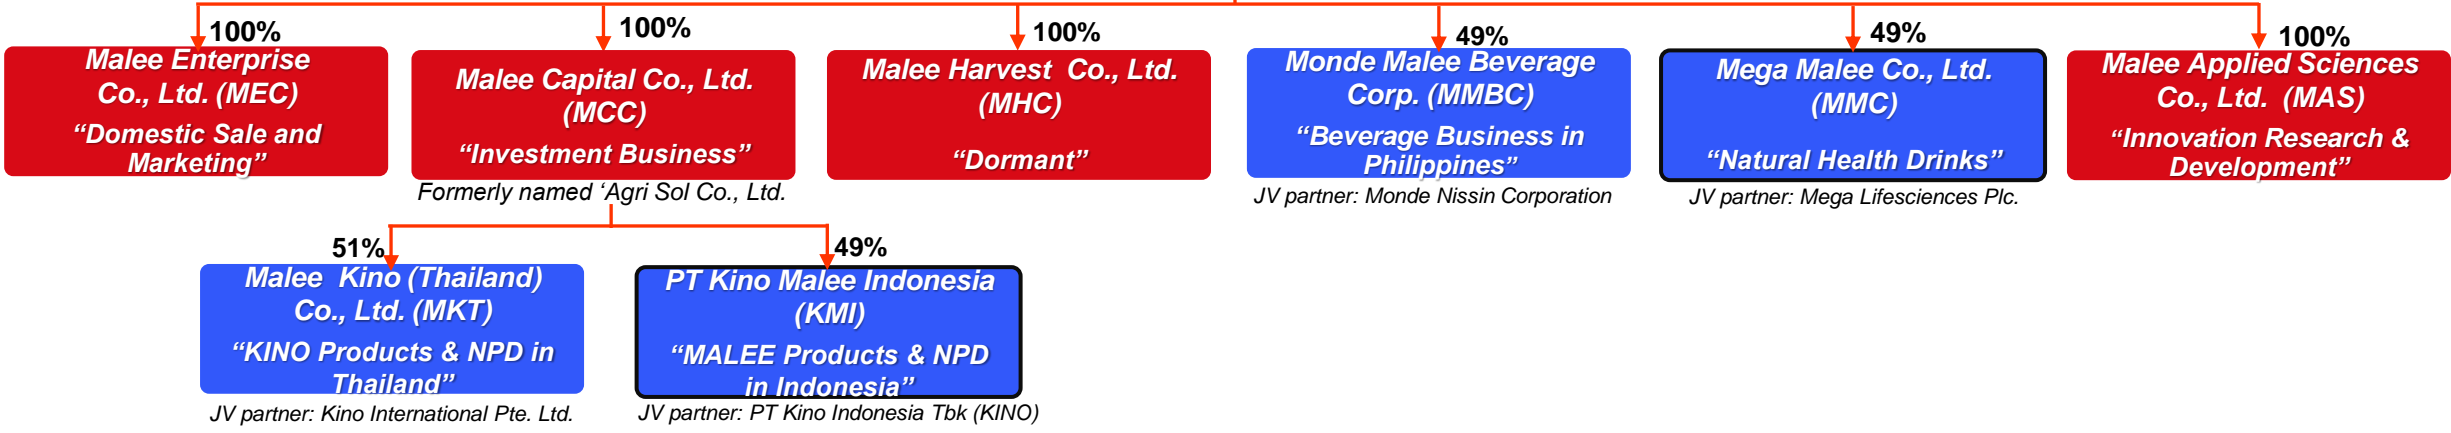 100%
Malee Enterprise
Co., Ltd. (MEC)
“Domestic Sale and
Marketing”
100%
Malee Capital Co., Ltd.
(MCC)
“Investment Business”
Formerly named ‘Agri Sol Co., Ltd.
100%
Malee Harvest Co., Ltd.
(MHC)
“Dormant”
49%
Monde Malee Beverage
Corp. (MMBC)
“Beverage Business in
Philippines”
JV partner: Monde Nissin Corporation
49%
Mega Malee Co., Ltd.
(MMC)
“Natural Health Drinks”
JV partner: Mega Lifesciences Plc.
100%
Malee Applied Sciences
Co., Ltd. (MAS)
“Innovation Research &
Development”
51%
Malee Kino (Thailand)
Co., Ltd. (MKT)
“KINO Products & NPD in
Thailand”
JV partner: Kino International Pte. Ltd.
49%
PT Kino Malee Indonesia
(KMI)
“MALEE Products & NPD
in Indonesia”
JV partner: PT Kino Indonesia Tbk (KINO)